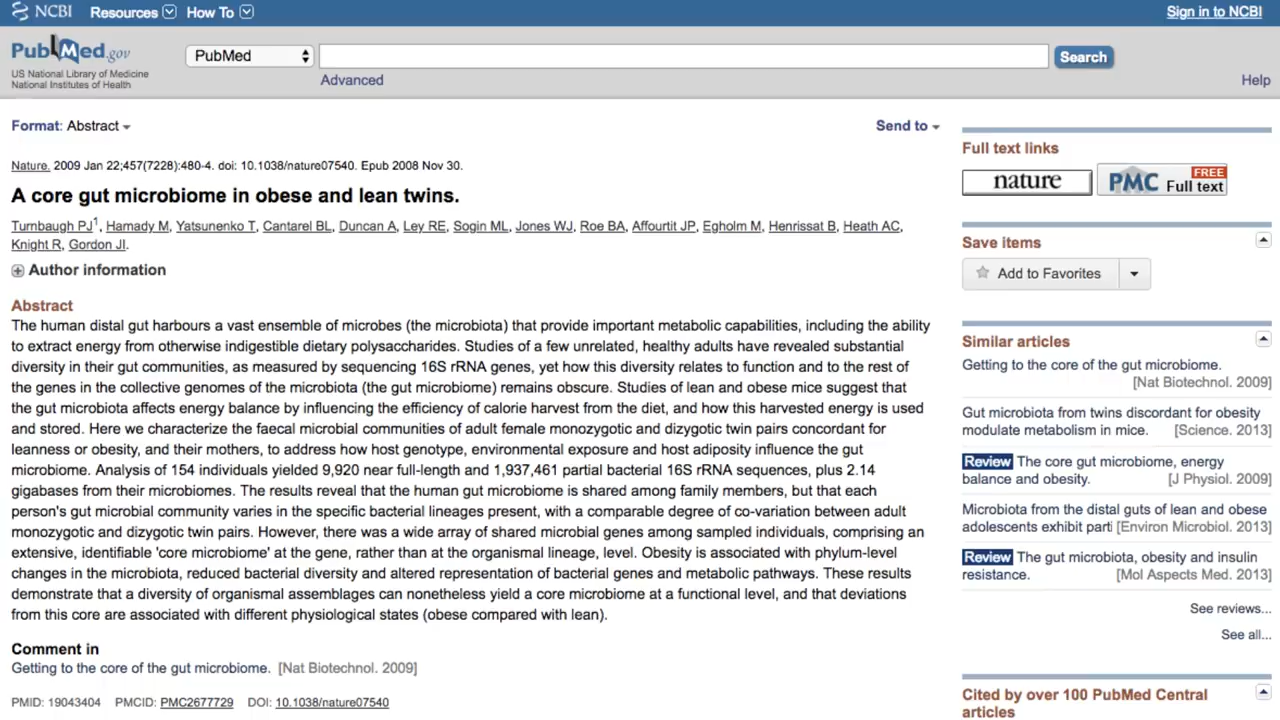 NCBI Resources How To Sign in to NCBI
PubMed.gov
US National Library of Medicine
National Institutes of Health
PubMed Search
Advanced Help
Format: Abstract Send to
Nature. 2009 Jan 22;457(7228):480-4. doi: 10.1038/nature07540. Epub 2008 Nov 30.
A core gut microbiome in obese and lean twins.
Turnbaugh PJ1, Hamady M, Yatsunenko T, Cantarel BL, Duncan A, Ley RE, Sogin ML, Jones WJ, Roe BA, Affourtit JP, Egholm M, Henrissat B, Heath AC,
Knight R, Gordon JI.
Author information
Abstract
The human distal gut harbours a vast ensemble of microbes (the microbiota) that provide important metabolic capabilities, including the ability
to extract energy from otherwise indigestible dietary polysaccharides. Studies of a few unrelated, healthy adults have revealed substantial
diversity in their gut communities, as measured by sequencing 16S rRNA genes, yet how this diversity relates to function and to the rest of
the genes in the collective genomes of the microbiota (the gut microbiome) remains obscure. Studies of lean and obese mice suggest that
the gut microbiota affects energy balance by influencing the efficiency of calorie harvest from the diet, and how this harvested energy is used
and stored. Here we characterize the faecal microbial communities of adult female monozygotic and dizygotic twin pairs concordant for
leanness or obesity, and their mothers, to address how host genotype, environmental exposure and host adiposity influence the gut
microbiome. Analysis of 154 individuals yielded 9,920 near full-length and 1,937,461 partial bacterial 16S rRNA sequences, plus 2.14
gigabases from their microbiomes. The results reveal that the human gut microbiome is shared among family members, but that each
person's gut microbial community varies in the specific bacterial lineages present, with a comparable degree of co-variation between adult
monozygotic and dizygotic twin pairs. However, there was a wide array of shared microbial genes among sampled individuals, comprising an
extensive, identifiable 'core microbiome' at the gene, rather than at the organismal lineage, level. Obesity is associated with phylum-level
changes in the microbiota, reduced bacterial diversity and altered representation of bacterial genes and metabolic pathways. These results
demonstrate that a diversity of organismal assemblages can nonetheless yield a core microbiome at a functional level, and that deviations
from this core are associated with different physiological states (obese compared with lean).
Comment in
Getting to the core of the gut microbiome. [Nat Biotechnol. 2009]
PMID: 19043404 PMCID: PMC2677729 DOI: 10.1038/nature07540
Full text links
nature PMC FREE Full text
Save items
Add to Favorites
Similar articles
Getting to the core of the gut microbiome.
[Nat Biotechnol. 2009]
Gut microbiota from twins discordant for obesity
modulate metabolism in mice. [Science. 2013]
Review The core gut microbiome, energy
balance and obesity. [J Physiol. 2009]
Microbiota from the distal guts of lean and obese
adolescents exhibit parti [Environ Microbiol. 2013]
Review The gut microbiota, obesity and insulin
resistance. [Mol Aspects Med. 2013]
See reviews...
See all...
Cited by over 100 PubMed Central
articles